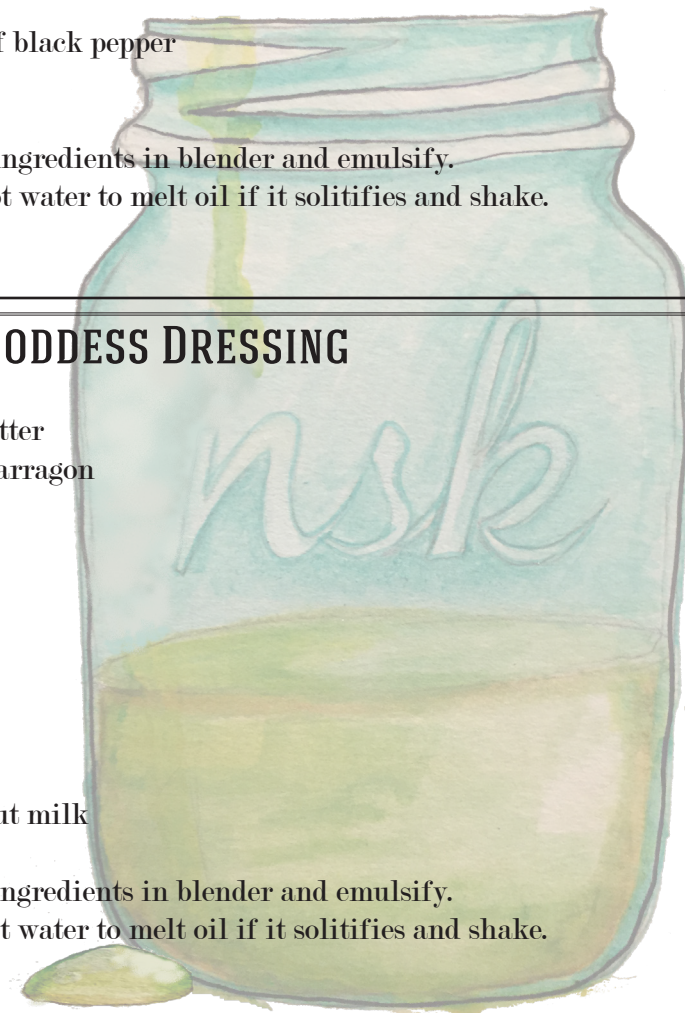 f black pepper
ngredients in blender and emulsify.
t water to melt oil if it solitifies and shake.
ODDESS DRESSING
nsk
tter
arragon
ut milk
ngredients in blender and emulsify.
t water to melt oil if it solitifies and shake.